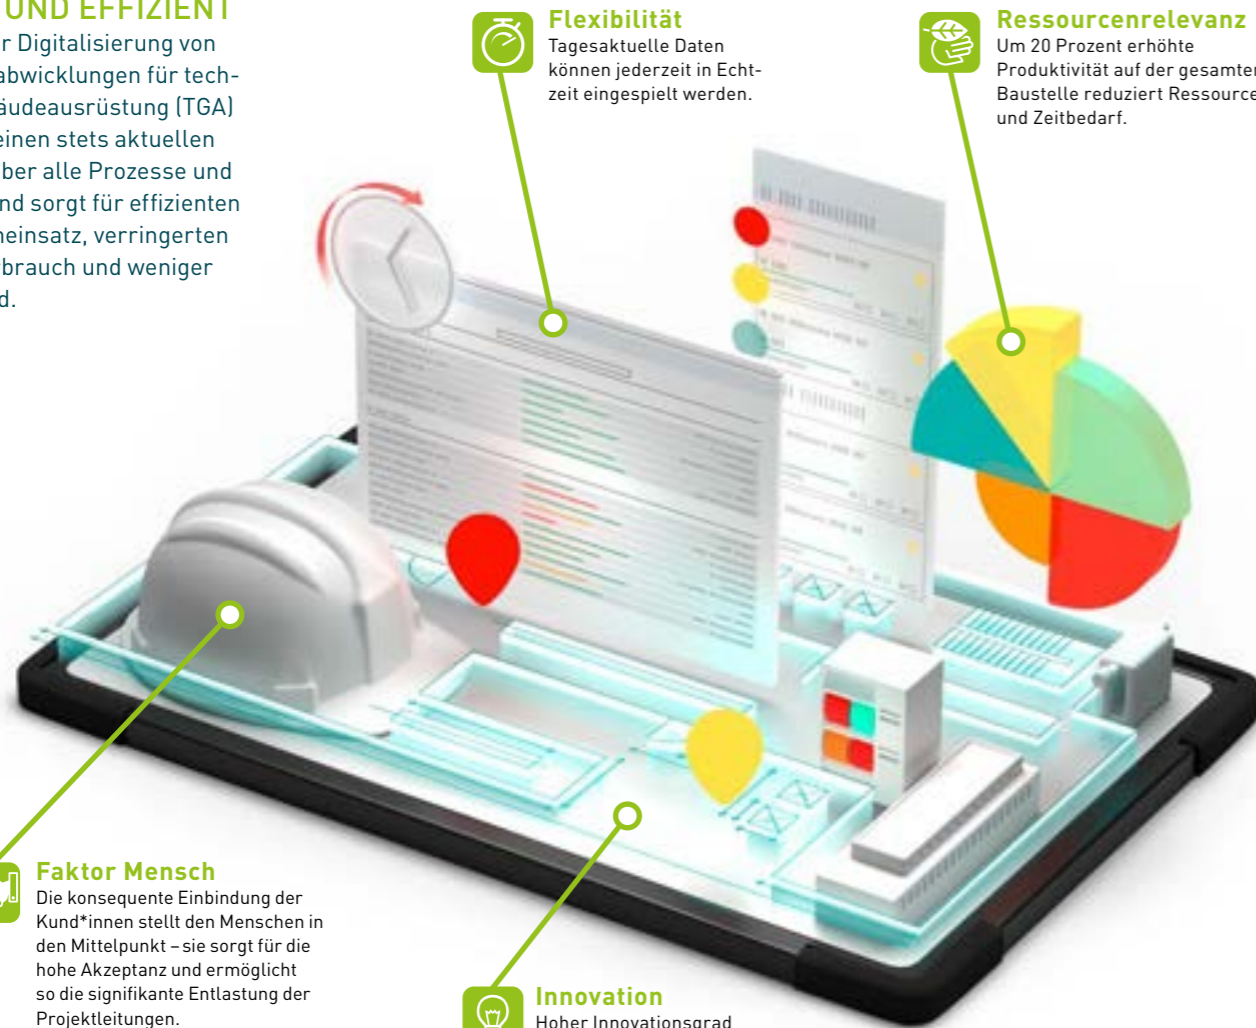 UND EFFIZIENT
r Digitalisierung von
abwicklungen für tech-
äudeausrüstung (TGA)
einen stets aktuellen
ber alle Prozesse und
nd sorgt für effizienten
neinsatz, verringerten
rbrauch und weniger
d.
Flexibilität
Tagesaktuelle Daten
können jederzeit in Echt-
zeit eingespielt werden.
Ressourcenrelevanz
Um 20 Prozent erhöhte
Produktivität auf der gesamten
Baustelle reduziert Ressource
und Zeitbedarf.
Faktor Mensch
Die konsequente Einbindung der
Kund*innen stellt den Menschen in
den Mittelpunkt – sie sorgt für die
hohe Akzeptanz und ermöglicht
so die signifikante Entlastung der
Projektleitungen.
Innovation
Hoher Innovationsgrad